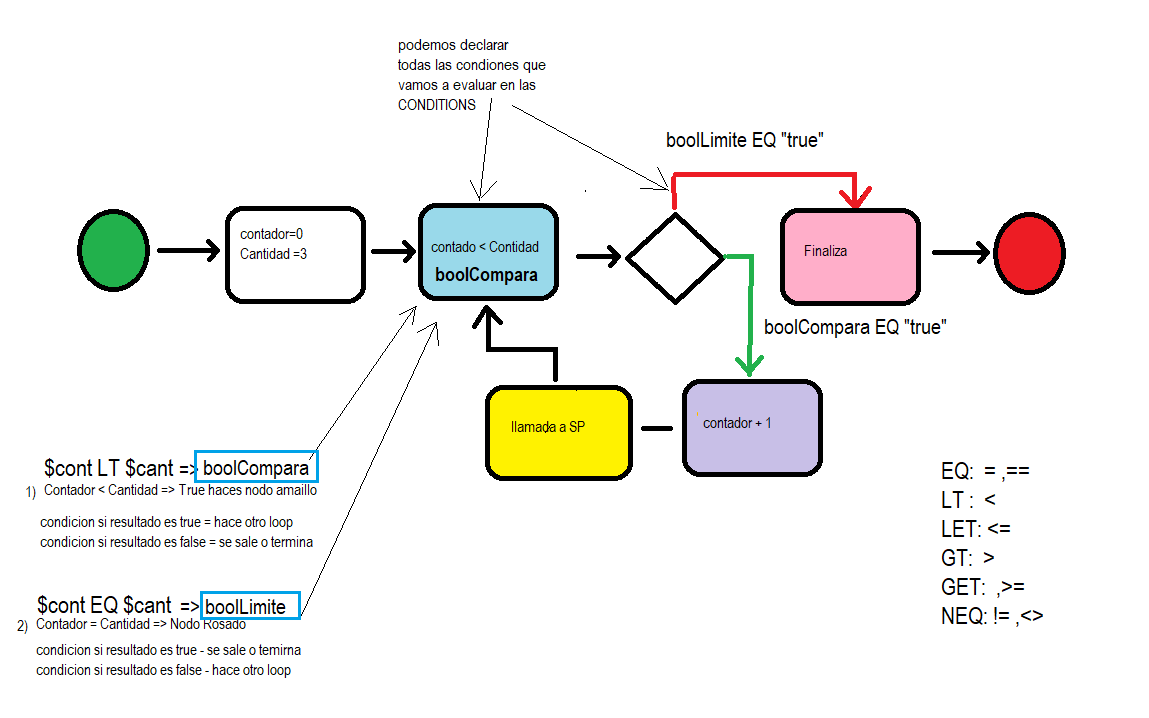 podemos declarar
todas las condiones que
vamos a evaluar en las
CONDITIONS
boolLimite EQ "true"
contador=0
Cantidad =3
contado < Contidad
boolCompara
Finaliza
boolCompara EQ "true"
llamada a SP
contador + 1
$cont LT $cant => boolCompara
1) Contador < Cantidad => True haces nodo amaillo
condicion si resultado es true = hace otro loop
condicion si resultado es false = se sale o termina
$cont EQ $cant => boolLimite
2) Contador = Cantidad => Nodo Rosado
condicion si resultado es true - se sale o temirna
condicion si resultado es false - hace otro loop
EQ: = ,==
LT : <
LET: <=
GT: >
GET: ,>=
NEQ: != ,<>